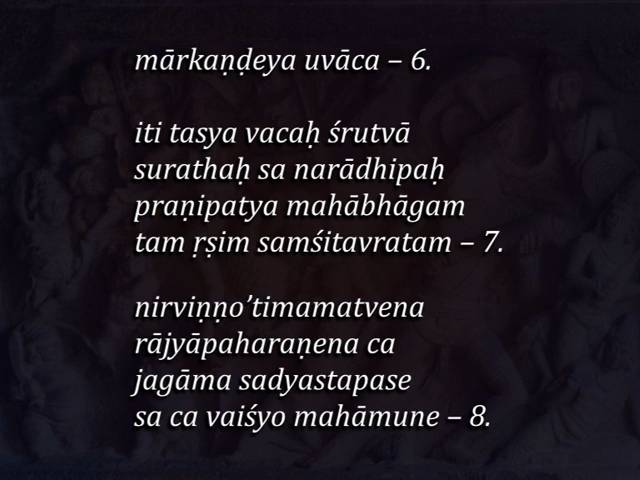 mārkaṇḍeya uvāca – 6.
iti tasya vacaḥ śrutvā
surathaḥ sa narādhipaḥ
praṇipatya mahābhāgam
tam ṛṣim samśitavratam – 7.
nirviṇṇo’timamatvena
rājyāpaharaṇena ca
jagāma sadyastapase
sa ca vaiśyo mahāmune – 8.